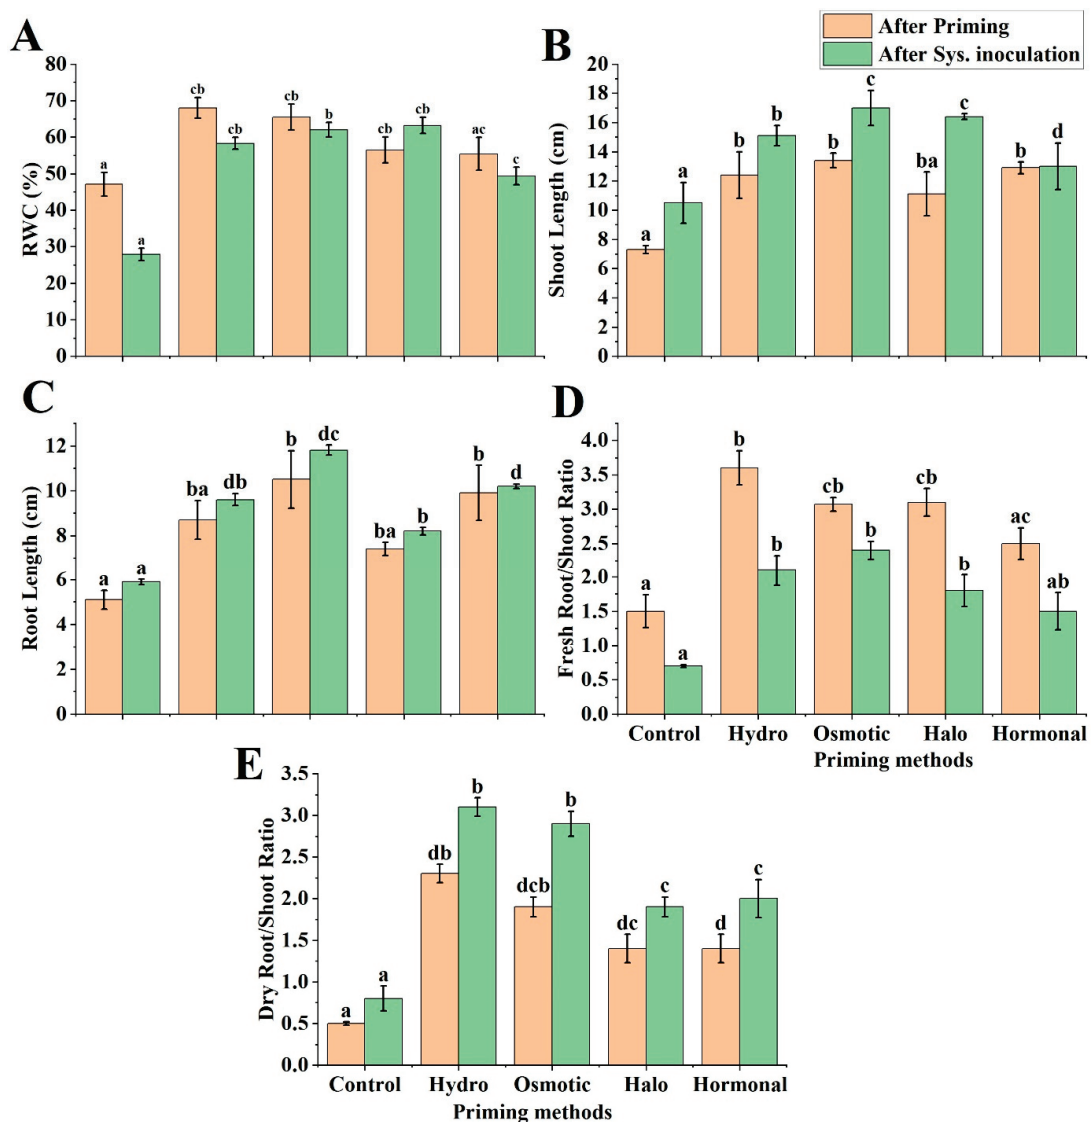 A
B
After Priming
After Sys. inoculation
RWC (%)
80
70
60
50
40
30
20
10
0
a a cb cb cb b cb cb ac c
Shoot Length (cm)
20
18
16
14
12
10
8
6
4
2
0
a a b b b c ba c b d
C
D
Root Length (cm)
12
10
8
6
4
2
0
a a ba db b dc ba b b d
Fresh Root/Shoot Ratio
4.0
3.5
3.0
2.5
2.0
1.5
1.0
0.5
0.0
a a b b cb b cb b ac ab
Control Hydro Osmotic Halo Hormonal
Priming methods
E
Dry Root/Shoot Ratio
3.5
3.0
2.5
2.0
1.5
1.0
0.5
0.0
a a db b dcb b dc c d c
Control Hydro Osmotic Halo Hormonal
Priming methods